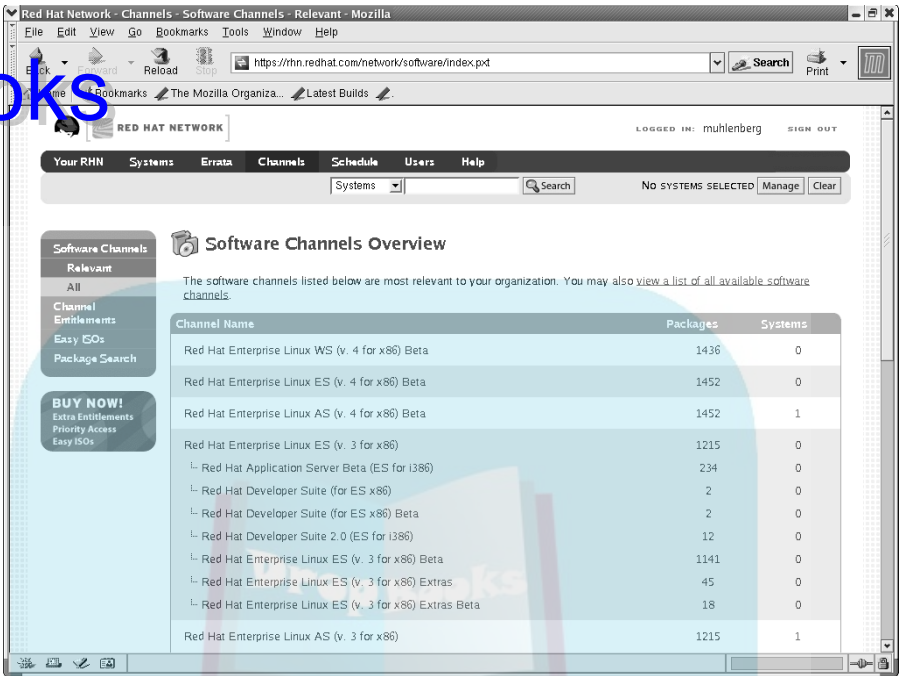 Red Hat Network - Channels - Software Channels - Relevant - Mozilla
File Edit View Go Bookmarks Tools Window Help
Back Forward Reload Stop https://rhn.redhat.com/network/software/index.pxt Search Print
Bookmarks The Mozilla Organiza... Latest Builds
oks
RED HAT NETWORK LOGGED IN: muhlenberg SIGN OUT
Your RHN Systems Errata Channels Schedule Users Help
Systems Search NO SYSTEMS SELECTED Manage Clear
Software Channels
Relevant
All
Channel
Entitlements
Easy ISOs
Package Search
BUY NOW!
Extra Entitlements
Priority Access
Easy ISOs
Software Channels Overview
The software channels listed below are most relevant to your organization. You may also view a list of all available software
channels.
Channel Name Packages Systems
Red Hat Enterprise Linux WS (v. 4 for x86) Beta 1436 0
Red Hat Enterprise Linux ES (v. 4 for x86) Beta 1452 0
Red Hat Enterprise Linux AS (v. 4 for x86) Beta 1452 1
Red Hat Enterprise Linux ES (v. 3 for x86) 1215 0
Red Hat Application Server Beta (ES for i386) 234 0
Red Hat Developer Suite (for ES x86) 2 0
Red Hat Developer Suite (for ES x86) Beta 2 0
Red Hat Developer Suite 2.0 (ES for i386) 12 0
Red Hat Enterprise Linux ES (v. 3 for x86) Beta 1141 0
Red Hat Enterprise Linux ES (v. 3 for x86) Extras 45 0
Red Hat Enterprise Linux ES (v. 3 for x86) Extras Beta 18 0
Red Hat Enterprise Linux AS (v. 3 for x86) 1215 1